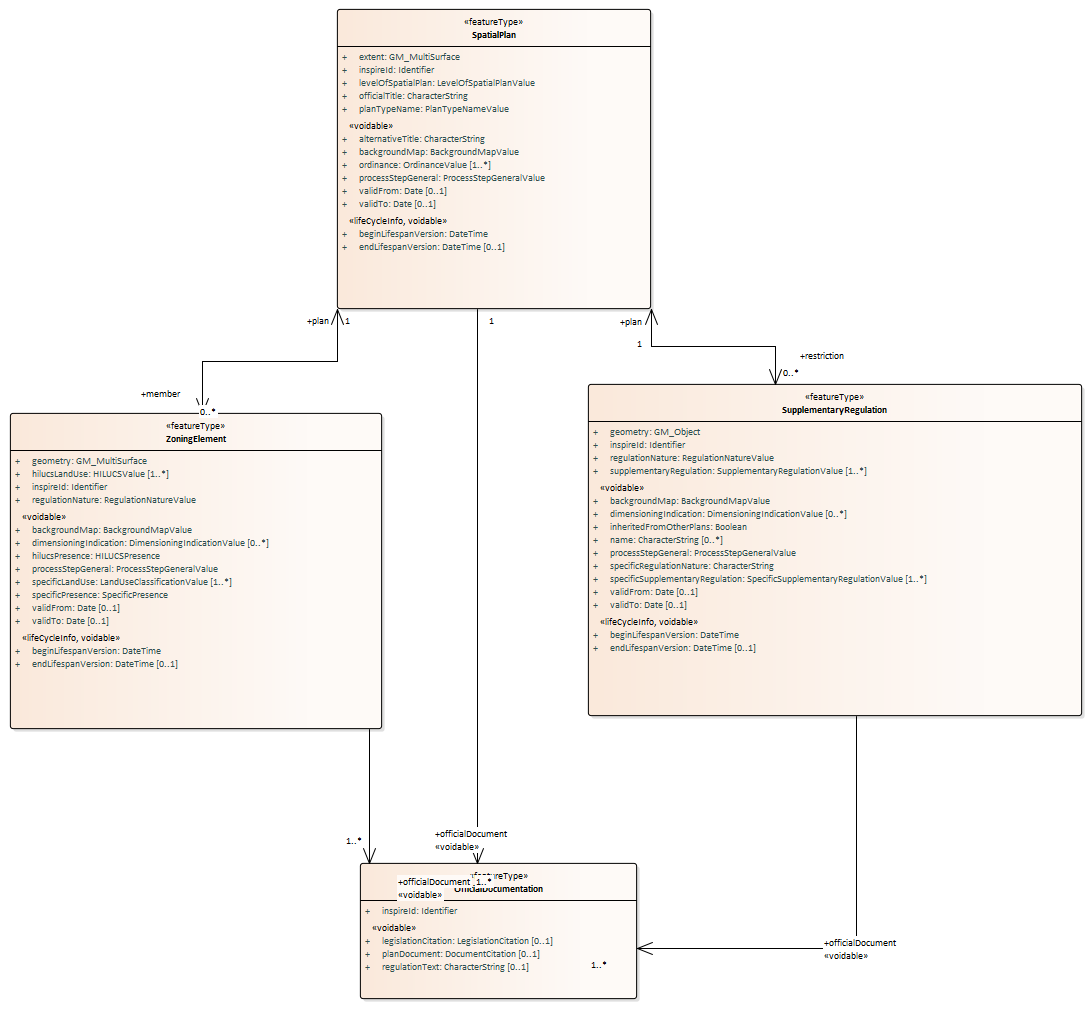 «featureType»
SpatialPlan
+ extent: GM_MultiSurface
+ inspireId: Identifier
+ levelOfSpatialPlan: LevelOfSpatialPlanValue
+ officialTitle: CharacterString
+ planTypeName: PlanTypeNameValue
«voidable»
+ alternativeTitle: CharacterString
+ backgroundMap: BackgroundMapValue
+ ordinance: OrdinanceValue [1..*]
+ processStepGeneral: ProcessStepGeneralValue
+ validFrom: Date [0..1]
+ validTo: Date [0..1]
«lifeCycleInfo, voidable»
+ beginLifespanVersion: DateTime
+ endLifespanVersion: DateTime [0..1]
+plan 1
1
+plan
1
+restriction
0..*
+member
0..*
«featureType»
ZoningElement
+ geometry: GM_MultiSurface
+ hilucsLandUse: HILUCSValue [1..*]
+ inspireId: Identifier
+ regulationNature: RegulationNatureValue
«voidable»
+ backgroundMap: BackgroundMapValue
+ dimensioningIndication: DimensioningIndicationValue [0..*]
+ hilucsPresence: HILUCSPresence
+ processStepGeneral: ProcessStepGeneralValue
+ specificLandUse: LandUseClassificationValue [1..*]
+ specificPresence: SpecificPresence
+ validFrom: Date [0..1]
+ validTo: Date [0..1]
«lifeCycleInfo, voidable»
+ beginLifespanVersion: DateTime
+ endLifespanVersion: DateTime [0..1]
«featureType»
SupplementaryRegulation
+ geometry: GM_Object
+ inspireId: Identifier
+ regulationNature: RegulationNatureValue
+ supplementaryRegulation: SupplementaryRegulationValue [1..*]
«voidable»
+ backgroundMap: BackgroundMapValue
+ dimensioningIndication: DimensioningIndicationValue [0..*]
+ inheritedFromOtherPlans: Boolean
+ name: CharacterString [0..*]
+ processStepGeneral: ProcessStepGeneralValue
+ specificRegulationNature: CharacterString
+ specificSupplementaryRegulation: SpecificSupplementaryRegulationValue [1..*]
+ validFrom: Date [0..1]
+ validTo: Date [0..1]
«lifeCycleInfo, voidable»
+ beginLifespanVersion: DateTime
+ endLifespanVersion: DateTime [0..1]
1..*
+officialDocument
«voidable»
+officialDocument 1..*
«voidable»
+ inspireId: Identifier
«voidable»
+ legislationCitation: LegislationCitation [0..1]
+ planDocument: DocumentCitation [0..1]
+ regulationText: CharacterString [0..1]
1..*
+officialDocument
«voidable»